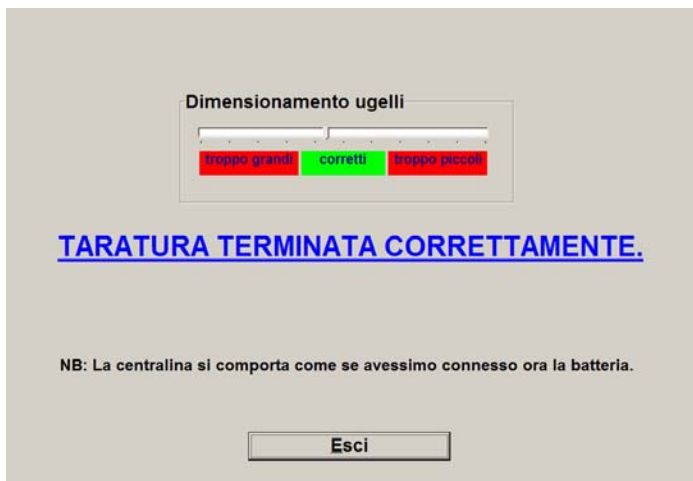 Dimensionamento ugelli
troppo grandi corretti troppo piccoli
TARATURA TERMINATA CORRETTAMENTE.
NB: La centralina si comporta come se avessimo connesso ora la batteria.
Esci